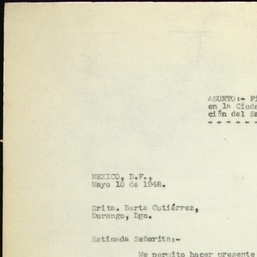 ASUNTO:- Fi
en la Ciuda
ción del Es
MEXICO, D.F.,
Mayo 10 de 1948.
Srita. Berta Gutiérrez,
Durango, Dgo.
Estimada Señorita:-
Me permito hacer presente